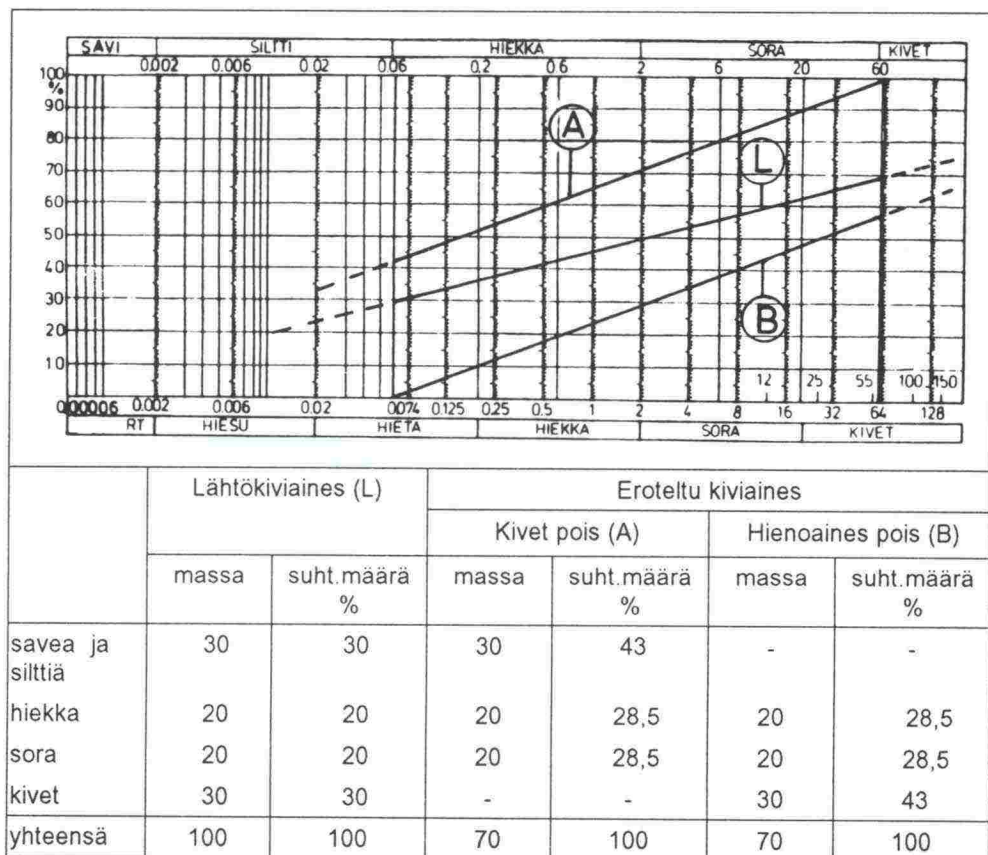 SAVI SILTTI HIEKKA SORA KIVET
0.002 0.006 0.02 0.06 0.2 0.6 2 6 20 60
100
%
90
80
70
60
50
40
30
20
10
A
L
B
12 25 55 100 150
0.002 0.006 0.02 0.074 0.125 0.25 0.5 1 2 4 8 16 32 64 128
RT HIESU HIETA HIEKKA SORA KIVET
Lähtökiviaines (L) Eroteltu kiviaines
Kivet pois (A) Hienoaines pois (B)
massa suht.määrä massa suht.määrä massa suht.määrä
% % %
savea ja 30 30 30 43 - -
silttiä
hiekka 20 20 20 28,5 20 28,5
sora 20 20 20 28,5 20 28,5
kivet 30 30 - - 30 43
yhteensä 100 100 70 100 70 100